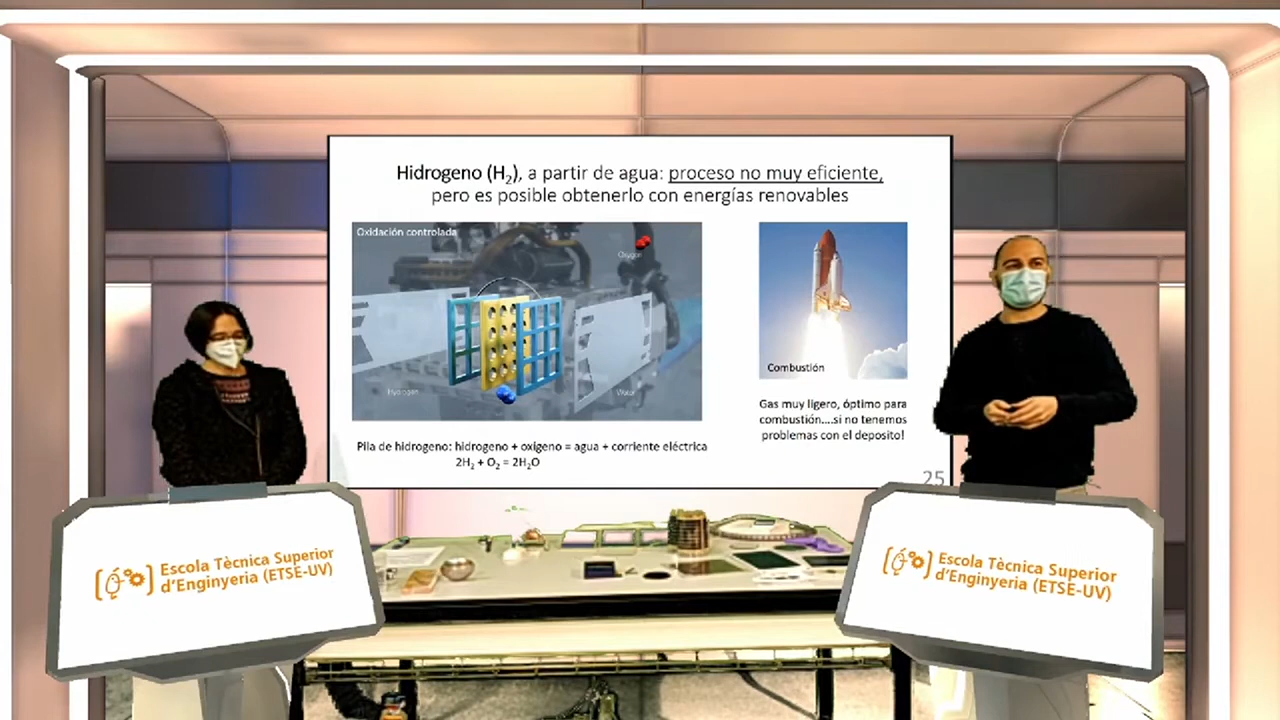 Hidrogeno (H₂), a partir de agua: proceso no muy eficiente,
pero es posible obtenerlo con energías renovables
Oxidación controlada
Oxygen
Hydrogen
Water
Combustión
Pila de hidrogeno: hidrogeno + oxigeno = agua + corriente eléctrica
2H₂ + O₂ = 2H₂O
Gas muy ligero, óptimo para
combustión....si no tenemos
problemas con el deposito!
25
Escola Tècnica Superior
d'Enginyeria (ETSE-UV)
Escola Tècnica Superior
d'Enginyeria (ETSE-UV)